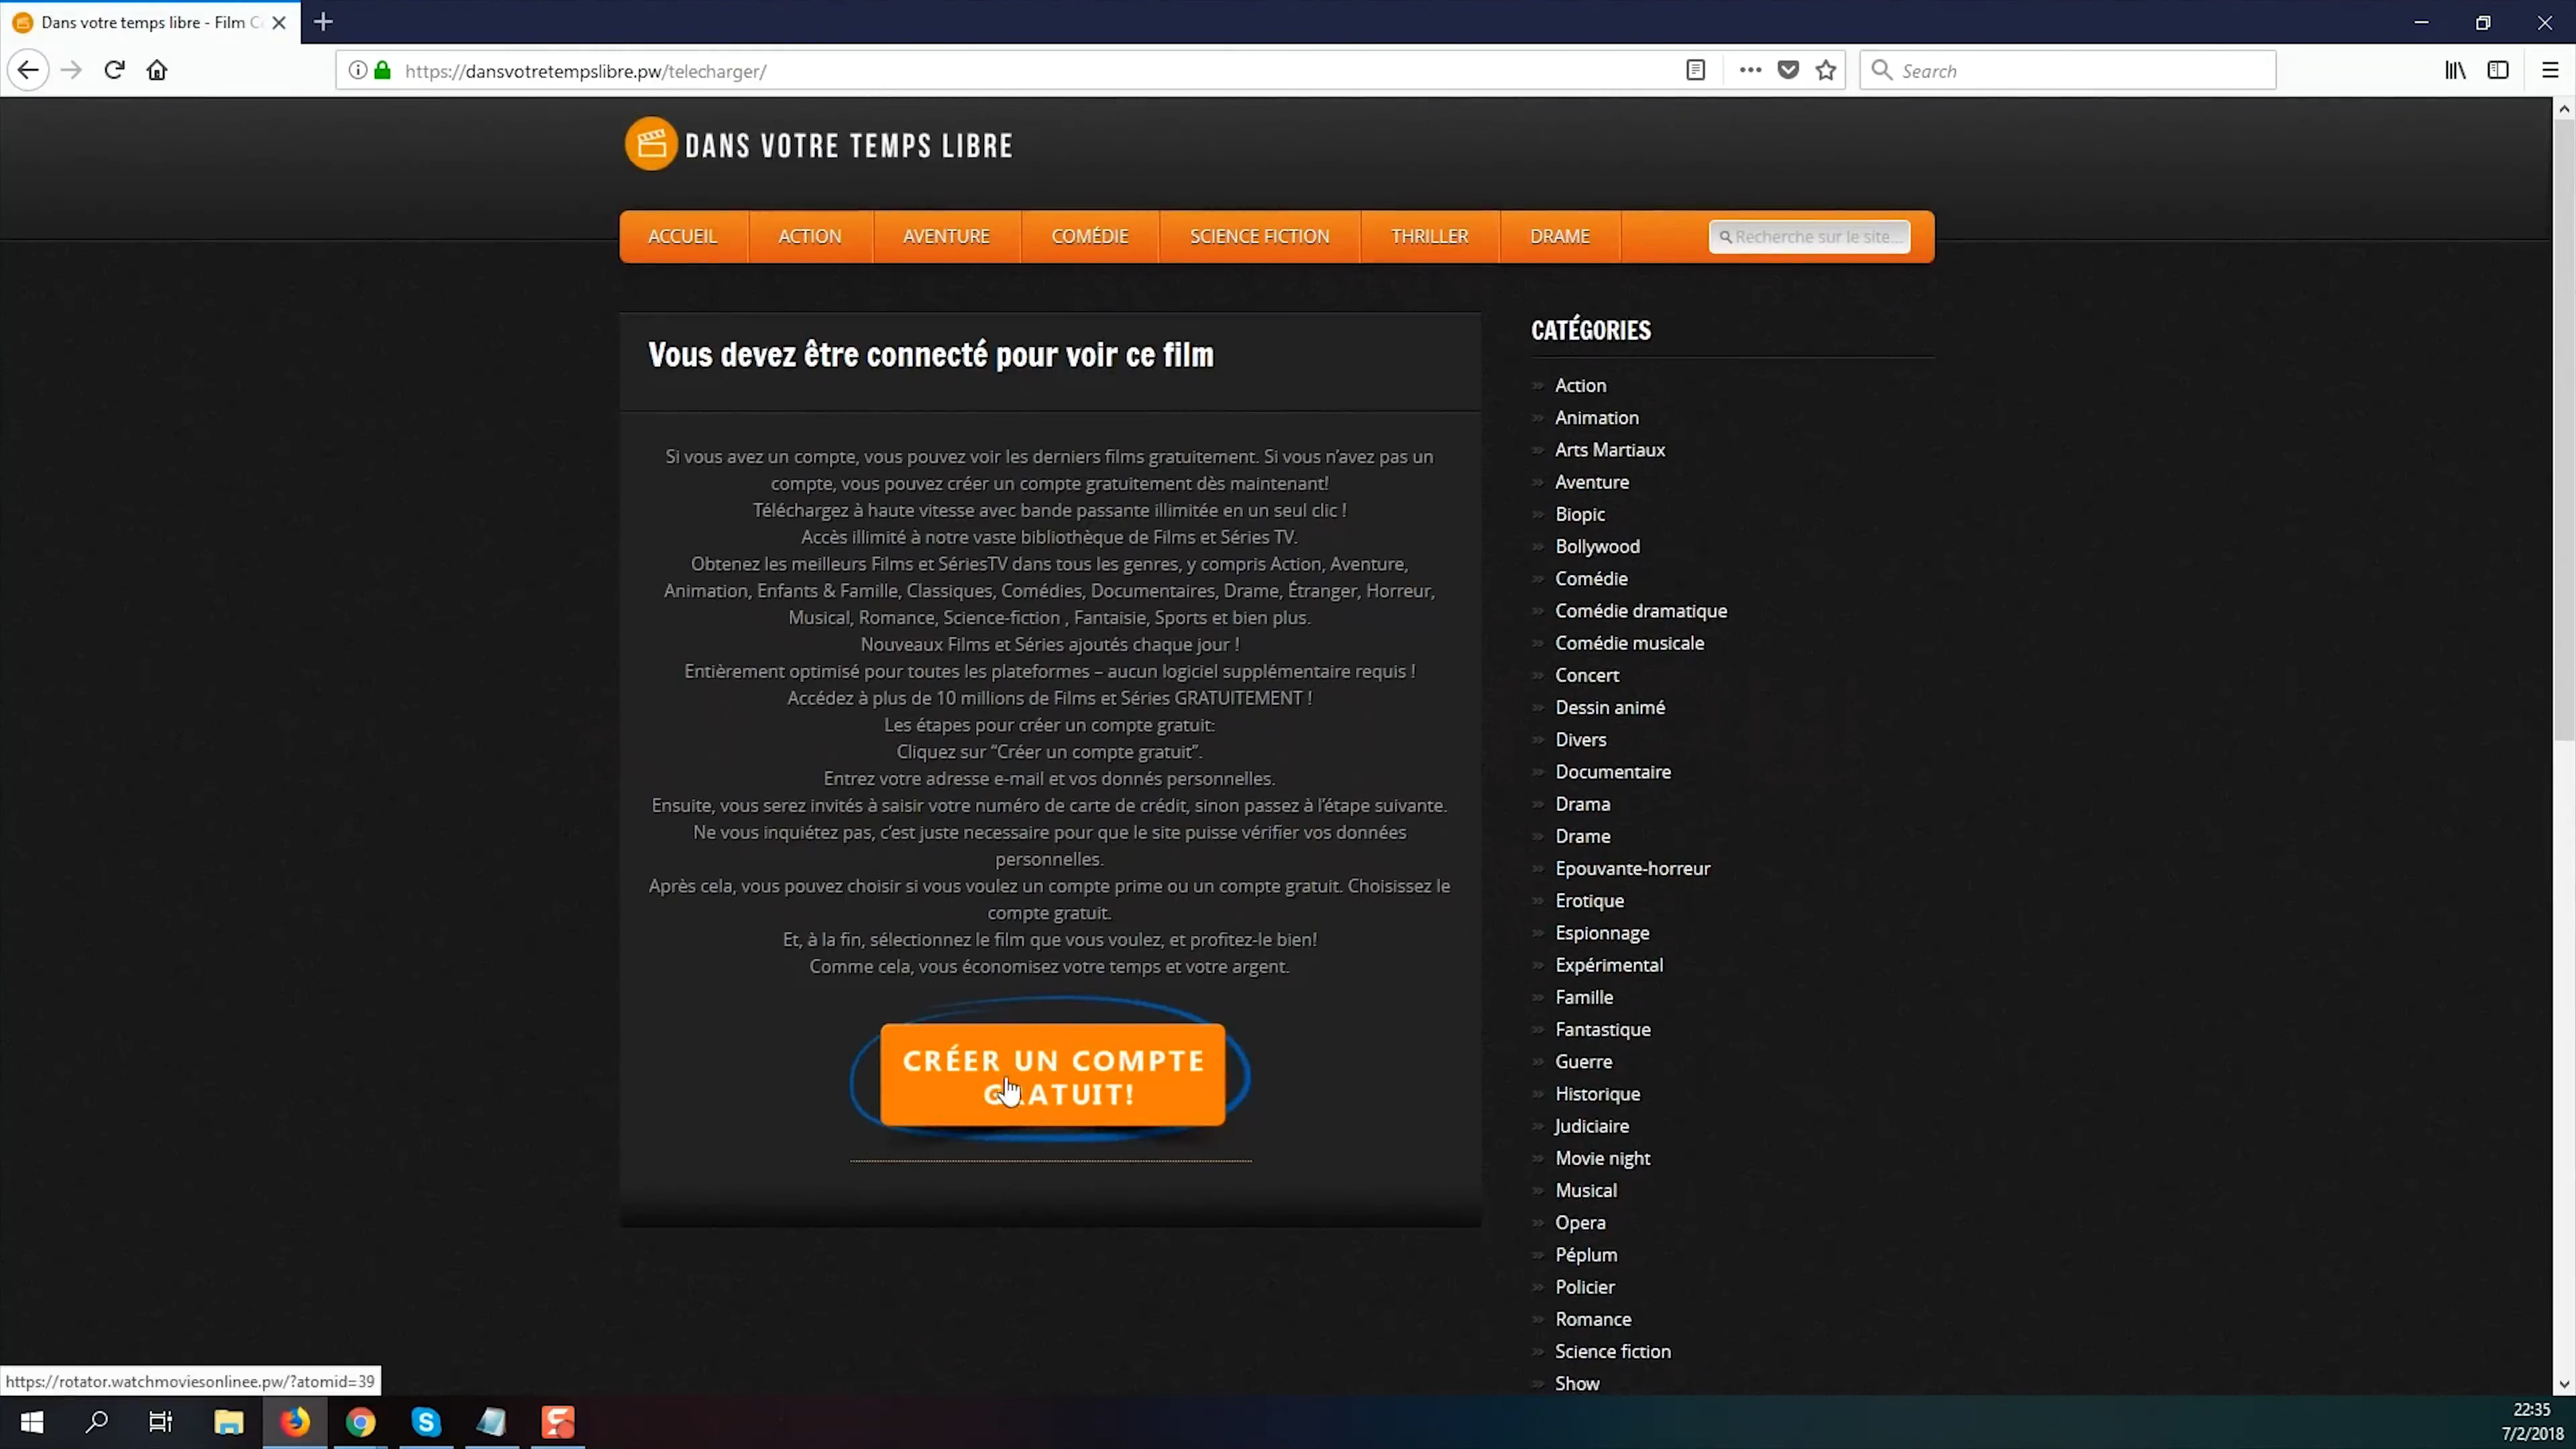 Dans votre temps libre - Film C
https://dansvotretempslibre.pw/telecharger/
Search
DANS VOTRE TEMPS LIBRE
ACCUEIL
ACTION
AVENTURE
COMÉDIE
SCIENCE FICTION
THRILLER
DRAME
Recherche sur le site...
Vous devez être connecté pour voir ce film
Si vous avez un compte, vous pouvez voir les derniers films gratuitement. Si vous n’avez pas un
compte, vous pouvez créer un compte gratuitement dès maintenant!
Téléchargez à haute vitesse avec bande passante illimitée en un seul clic !
Accès illimité à notre vaste bibliothèque de Films et Séries TV.
Obtenez les meilleurs Films et SériesTV dans tous les genres, y compris Action, Aventure,
Animation, Enfants & Famille, Classiques, Comédies, Documentaires, Drame, Étranger, Horreur,
Musical, Romance, Science-fiction , Fantaisie, Sports et bien plus.
Nouveaux Films et Séries ajoutés chaque jour !
Entièrement optimisé pour toutes les plateformes – aucun logiciel supplémentaire requis !
Accédez à plus de 10 millions de Films et Séries GRATUITEMENT !
Les étapes pour créer un compte gratuit:
Cliquez sur “Créer un compte gratuit”.
Entrez votre adresse e-mail et vos donnés personnelles.
Ensuite, vous serez invités à saisir votre numéro de carte de crédit, sinon passez à l’étape suivante.
Ne vous inquiétez pas, c’est juste necessaire pour que le site puisse vérifier vos données
personnelles.
Après cela, vous pouvez choisir si vous voulez un compte prime ou un compte gratuit. Choisissez le
compte gratuit.
Et, à la fin, sélectionnez le film que vous voulez, et profitez-le bien!
Comme cela, vous économisez votre temps et votre argent.
CRÉER UN COMPTE
GRATUIT!
CATÉGORIES
Action
Animation
Arts Martiaux
Aventure
Biopic
Bollywood
Comédie
Comédie dramatique
Comédie musicale
Concert
Dessin animé
Divers
Documentaire
Drama
Drame
Epouvante-horreur
Erotique
Espionnage
Expérimental
Famille
Fantastique
Guerre
Historique
Judiciaire
Movie night
Musical
Opera
Péplum
Policier
Romance
Science fiction
Show
https://rotator.watchmoviesonlinee.pw/?atomid=39
22:35
7/2/2018